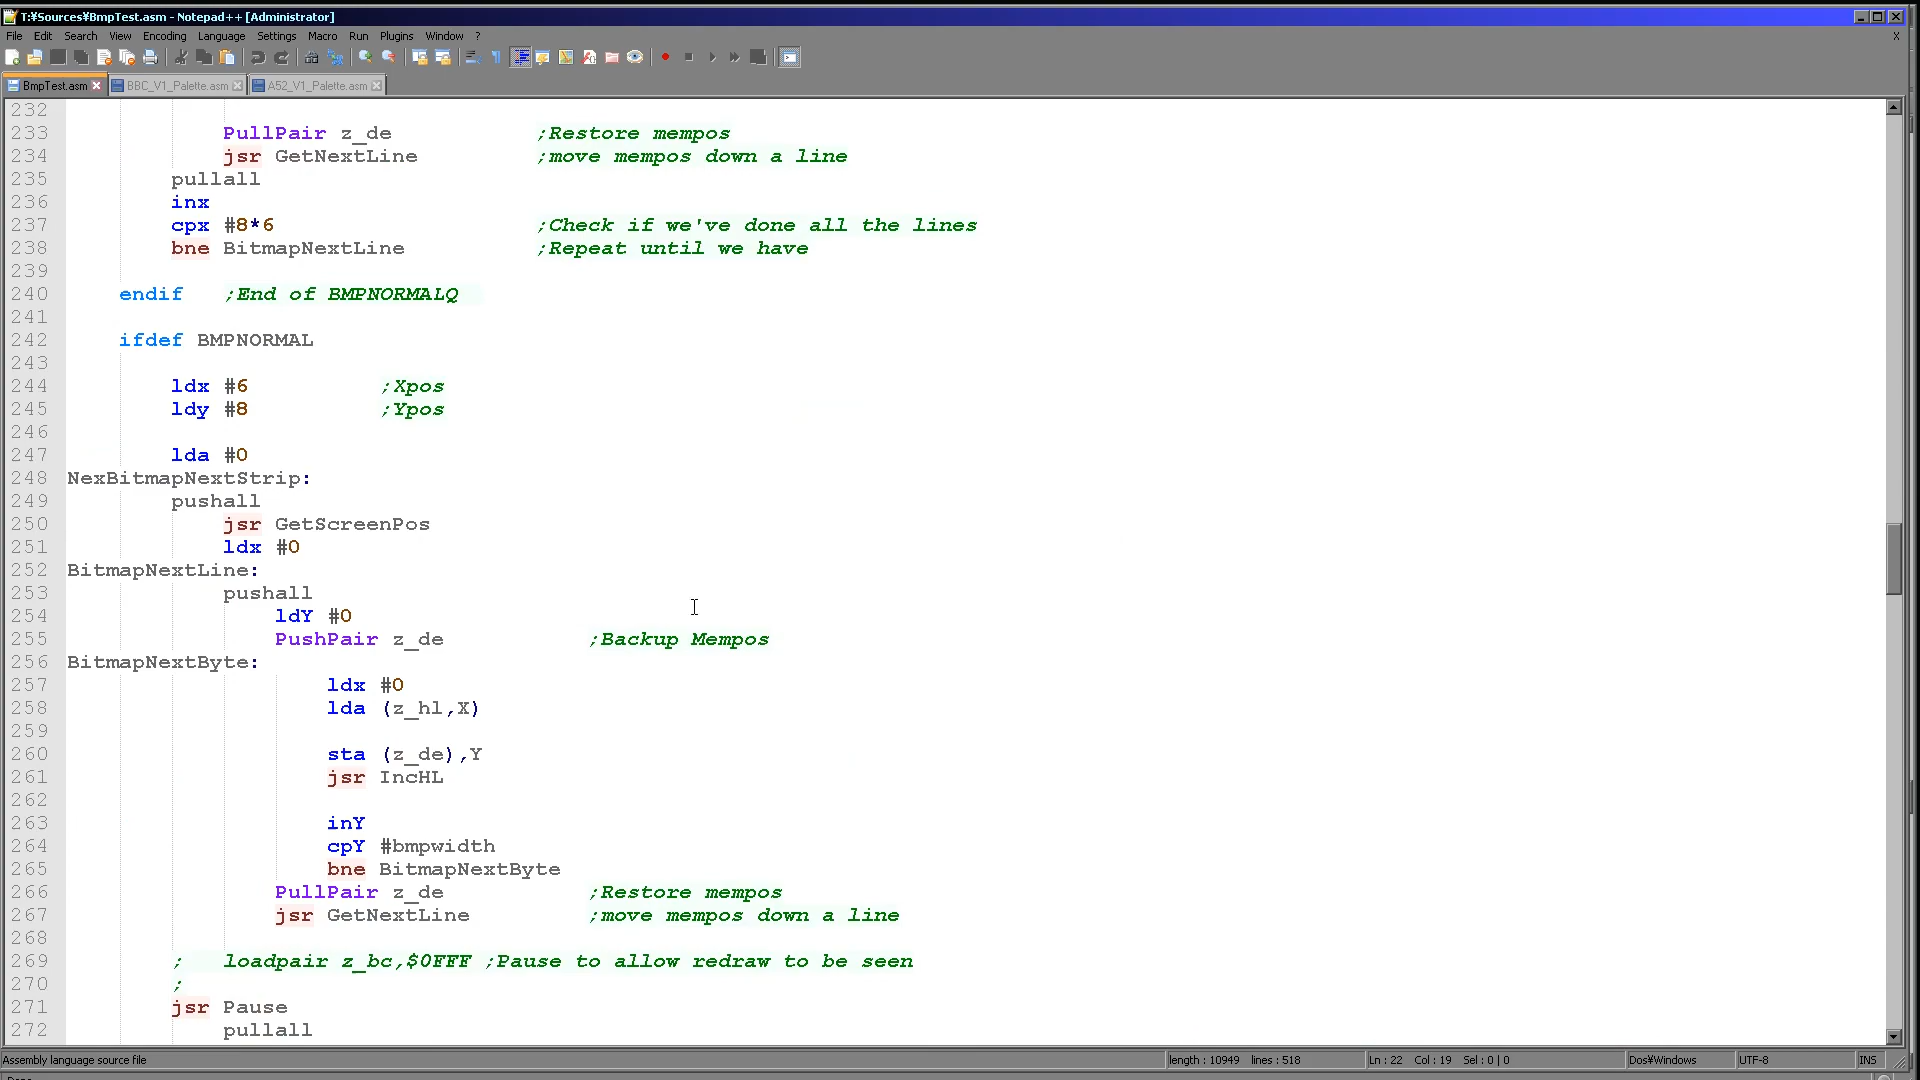 T:¥Sources¥BmpTest.asm - Notepad++ [Administrator]
File Edit Search View Encoding Language Settings Macro Run Plugins Window ? X
BmpTest.asm BBC_V1_Palette.asm A52_V1_Palette.asm
232
233 PullPair z_de ;Restore mempos
234 jsr GetNextLine ;move mempos down a line
235 pullall
236 inx
237 cpx #8*6 ;Check if we've done all the lines
238 bne BitmapNextLine ;Repeat until we have
239
240 endif ;End of BMPNORMALQ
241
242 ifdef BMPNORMAL
243
244 ldx #6 ;Xpos
245 ldy #8 ;Ypos
246
247 lda #0
248 NexBitmapNextStrip:
249 pushall
250 jsr GetScreenPos
251 ldx #0
252 BitmapNextLine:
253 pushall
254 ldY #0
255 PushPair z_de ;Backup Mempos
256 BitmapNextByte:
257 ldx #0
258 lda (z_hl,X)
259
260 sta (z_de),Y
261 jsr IncHL
262
263 inY
264 cpY #bmpwidth
265 bne BitmapNextByte
266 PullPair z_de ;Restore mempos
267 jsr GetNextLine ;move mempos down a line
268
269 ; loadpair z_bc,$0FFF ;Pause to allow redraw to be seen
270 ;
271 jsr Pause
272 pullall
Assembly language source file length : 10949 lines : 518 Ln : 22 Col : 19 Sel : 0 | 0 Dos¥Windows UTF-8 INS